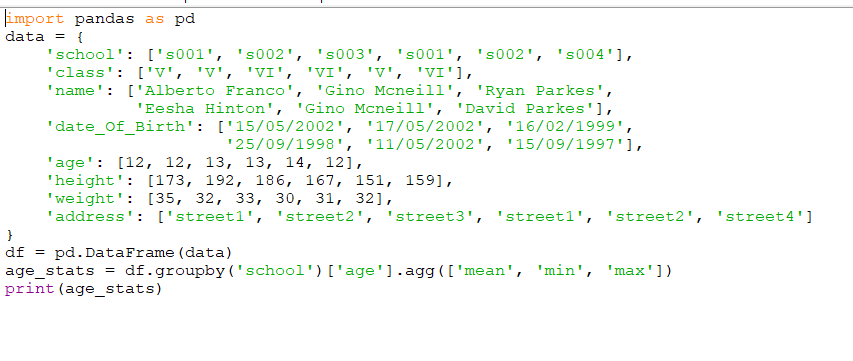 import pandas as pd
data = {
    'school': ['s001', 's002', 's003', 's001', 's002', 's004'],
    'class': ['V', 'V', 'VI', 'VI', 'V', 'VI'],
    'name': ['Alberto Franco', 'Gino Mcneill', 'Ryan Parkes',
             'Eesha Hinton', 'Gino Mcneill', 'David Parkes'],
    'date_Of_Birth': ['15/05/2002', '17/05/2002', '16/02/1999',
                      '25/09/1998', '11/05/2002', '15/09/1997'],
    'age': [12, 12, 13, 13, 14, 12],
    'height': [173, 192, 186, 167, 151, 159],
    'weight': [35, 32, 33, 30, 31, 32],
    'address': ['street1', 'street2', 'street3', 'street1', 'street2', 'street4']
}
df = pd.DataFrame(data)
age_stats = df.groupby('school')['age'].agg(['mean', 'min', 'max'])
print(age_stats)